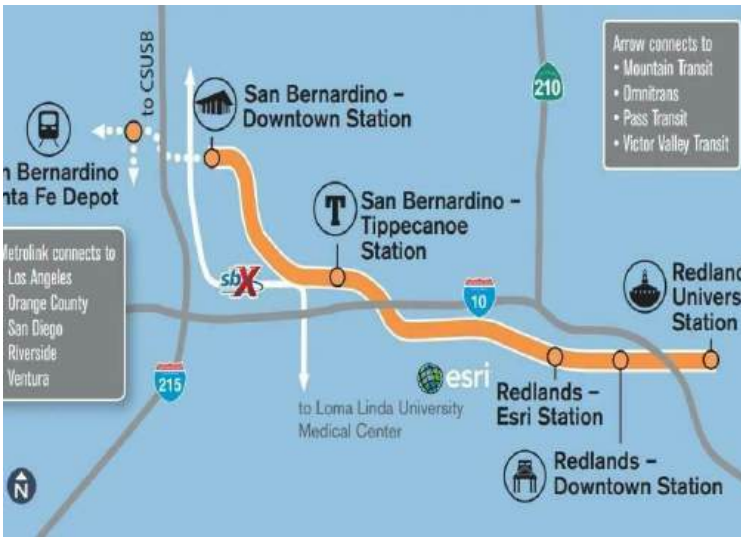 to CSUSB
San Bernardino –
Downtown Station
210
Arrow connects to
• Mountain Transit
• Omnitrans
• Pass Transit
• Victor Valley Transit
n Bernardino
nta Fe Depot
T
San Bernardino –
Tippecanoe
Station
Metrolink connects to
Los Angeles
Orange County
San Diego
Riverside
Ventura
sbX
10
Redland
Univers
Station
215
esri
to Loma Linda University
Medical Center
Redlands –
Esri Station
Redlands –
Downtown Station
N